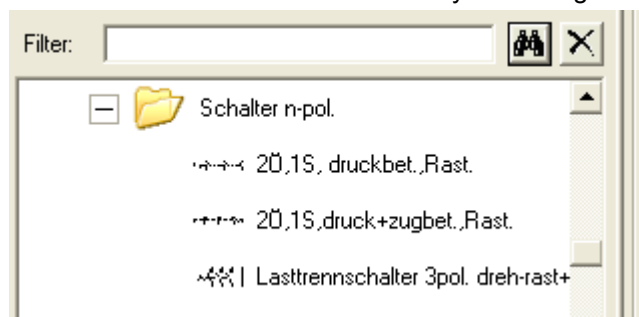 Filter:
Schalter n-pol.
2Ö,1S, druckbet.,Rast.
2Ö,1S,druck+zugbet.,Rast.
Lasttrennschalter 3pol. dreh-rast+